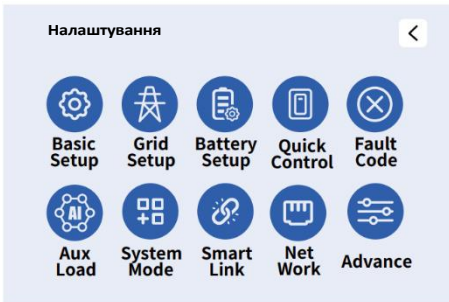 Налаштування
Basic Grid Battery Quick Fault
Setup Setup Setup Control Code
AI
Aux System Smart Net Advance
Load Mode Link Work